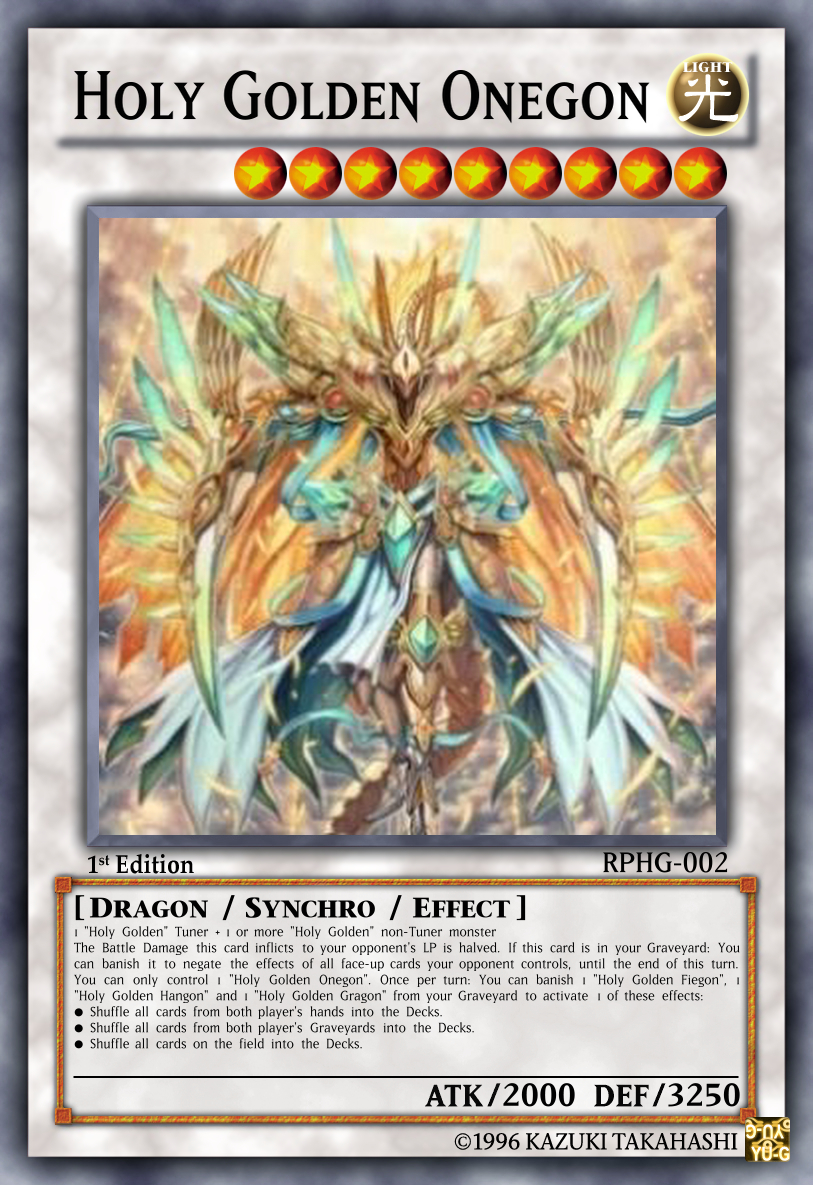 HOLY GOLDEN ONEGON
LIGHT
光
1st Edition
RPHG-002
[ DRAGON / SYNCHRO / EFFECT ]
1 "Holy Golden" Tuner + 1 or more "Holy Golden" non-Tuner monster
The Battle Damage this card inflicts to your opponent's LP is halved. If this card is in your Graveyard: You
can banish it to negate the effects of all face-up cards your opponent controls, until the end of this turn.
You can only control 1 "Holy Golden Onegon". Once per turn: You can banish 1 "Holy Golden Fiegon", 1
"Holy Golden Hangon" and 1 "Holy Golden Gragon" from your Graveyard to activate 1 of these effects:
● Shuffle all cards from both player's hands into the Decks.
● Shuffle all cards from both player's Graveyards into the Decks.
● Shuffle all cards on the field into the Decks.
ATK/2000 DEF/3250
©1996 KAZUKI TAKAHASHI